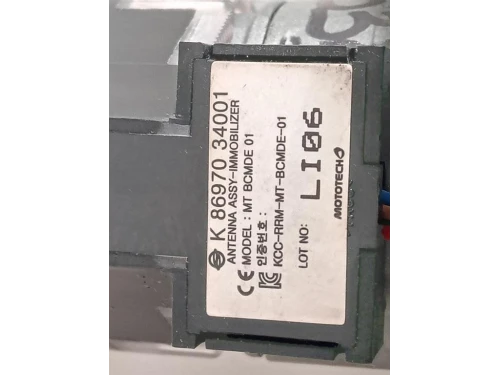 K 86970 34001
ANTENNA ASSY-IMMOBILIZER
CE MODEL : MT BCMDE 01
인증번호 :
KCC-RRM-MT-BCMDE-01
LOT NO: LI06
MOTOTECH